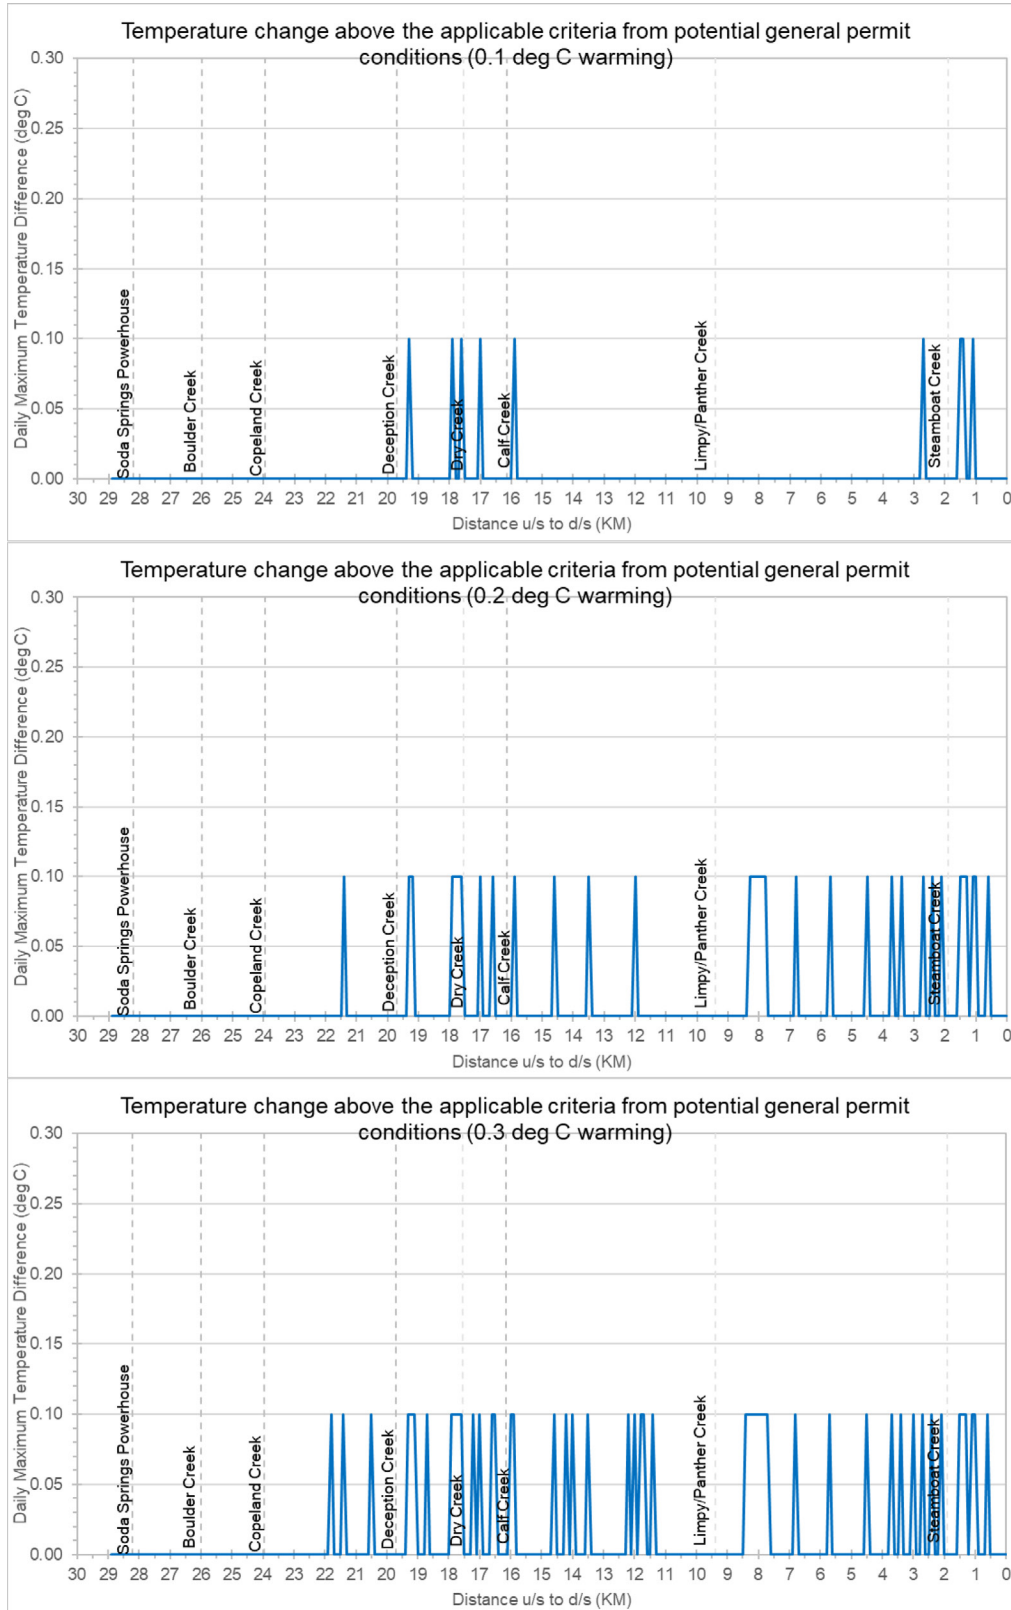 Temperature change above the applicable criteria from potential general permit
conditions (0.1 deg C warming)
Daily Maximum Temperature Difference (deg C)
0.30
0.25
0.20
0.15
0.10
0.05
0.00
Soda Springs Powerhouse
Boulder Creek
Copeland Creek
Deception Creek
Dry Creek
Calf Creek
Limpy/Panther Creek
Steamboat Creek
30 29 28 27 26 25 24 23 22 21 20 19 18 17 16 15 14 13 12 11 10 9 8 7 6 5 4 3 2 1 0
Distance u/s to d/s (KM)
Temperature change above the applicable criteria from potential general permit
conditions (0.2 deg C warming)
Daily Maximum Temperature Difference (deg C)
0.30
0.25
0.20
0.15
0.10
0.05
0.00
Soda Springs Powerhouse
Boulder Creek
Copeland Creek
Deception Creek
Dry Creek
Calf Creek
Limpy/Panther Creek
Steamboat Creek
30 29 28 27 26 25 24 23 22 21 20 19 18 17 16 15 14 13 12 11 10 9 8 7 6 5 4 3 2 1 0
Distance u/s to d/s (KM)
Temperature change above the applicable criteria from potential general permit
conditions (0.3 deg C warming)
Daily Maximum Temperature Difference (deg C)
0.30
0.25
0.20
0.15
0.10
0.05
0.00
Soda Springs Powerhouse
Boulder Creek
Copeland Creek
Deception Creek
Dry Creek
Calf Creek
Limpy/Panther Creek
Steamboat Creek
30 29 28 27 26 25 24 23 22 21 20 19 18 17 16 15 14 13 12 11 10 9 8 7 6 5 4 3 2 1 0
Distance u/s to d/s (KM)